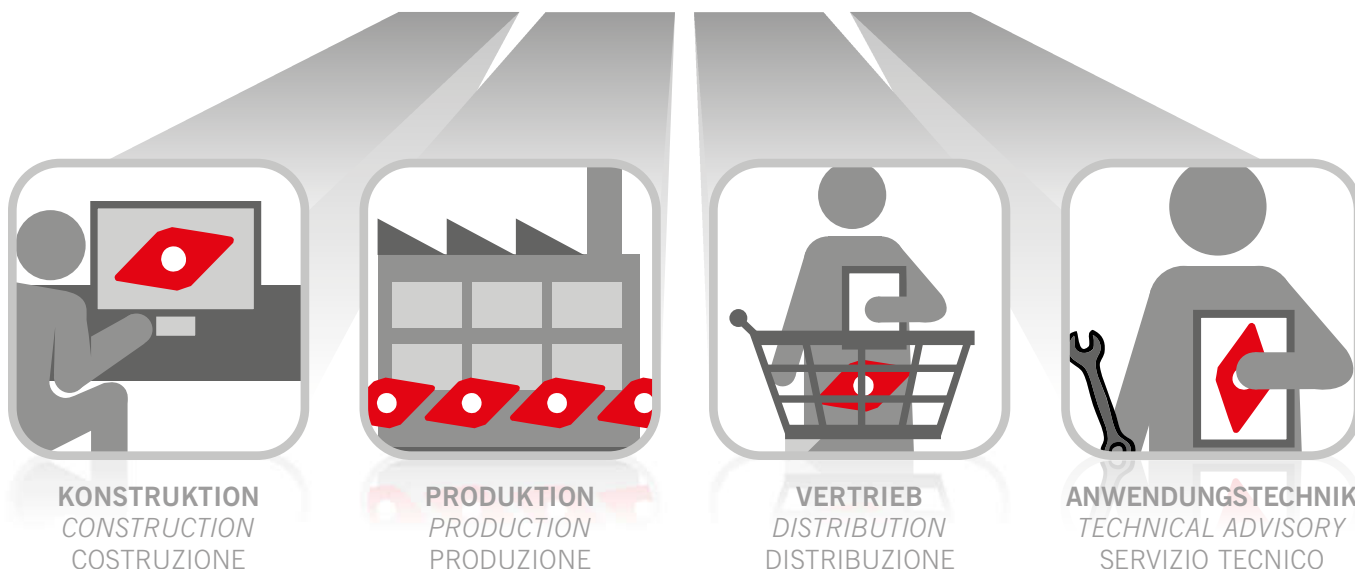 KONSTRUKTION
CONSTRUCTION
COSTRUZIONE
PRODUKTION
PRODUCTION
PRODUZIONE
VERTRIEB
DISTRIBUTION
DISTRIBUZIONE
ANWENDUNGSTECHNIK
TECHNICAL ADVISORY
SERVIZIO TECNICO